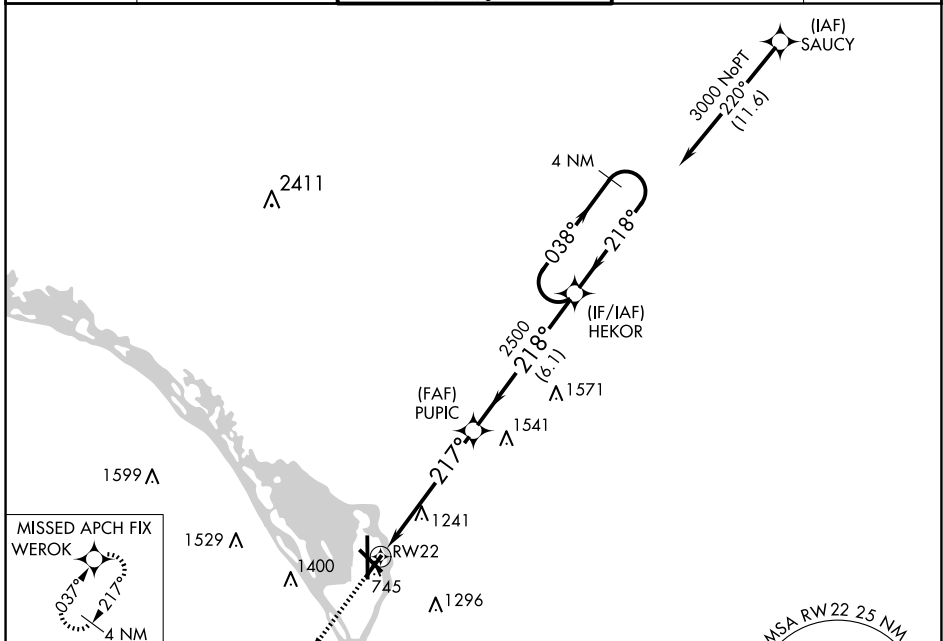 (IAF)
SAUCY
3000 NoPT
220°
(11.6)
4 NM
2411
038°
218°
(IF/IAF)
HEKOR
2500
218°
(6.1)
1571
(FAF)
PUPIC
1541
217°
1599
1241
MISSED APCH FIX
WEROK
1529
RW22
1400
745
037°
217°
1296
4 NM
MSA RW 22 25 NM